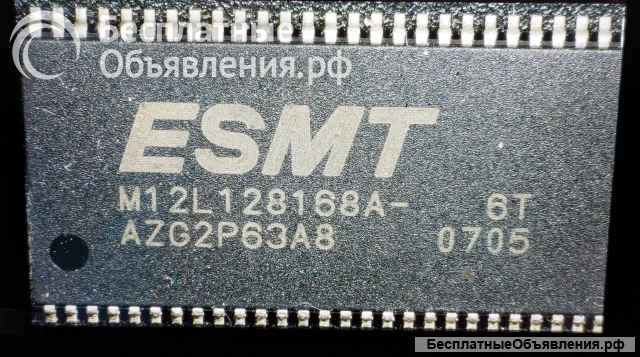 Бесплатные
Объявления.рф
ESMT
M12L128168A- 6T
AZG2P63A8 0705
БесплатныеОбъявления.рф